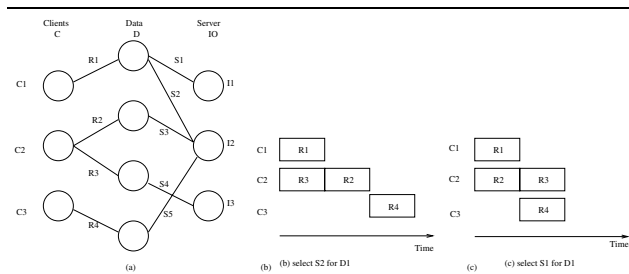 Clients Data Server
C D IO
R1 S1
C1 S2 I1
R2 S3
C2 I2
R3 S4
C3 S5 I3
R4
(a)
C1 R1
C2 R3 R2
C3 R4
Time
(b) (b) select S2 for D1
C1 R1
C2 R2 R3
C3 R4
Time
(c) (c) select S1 for D1